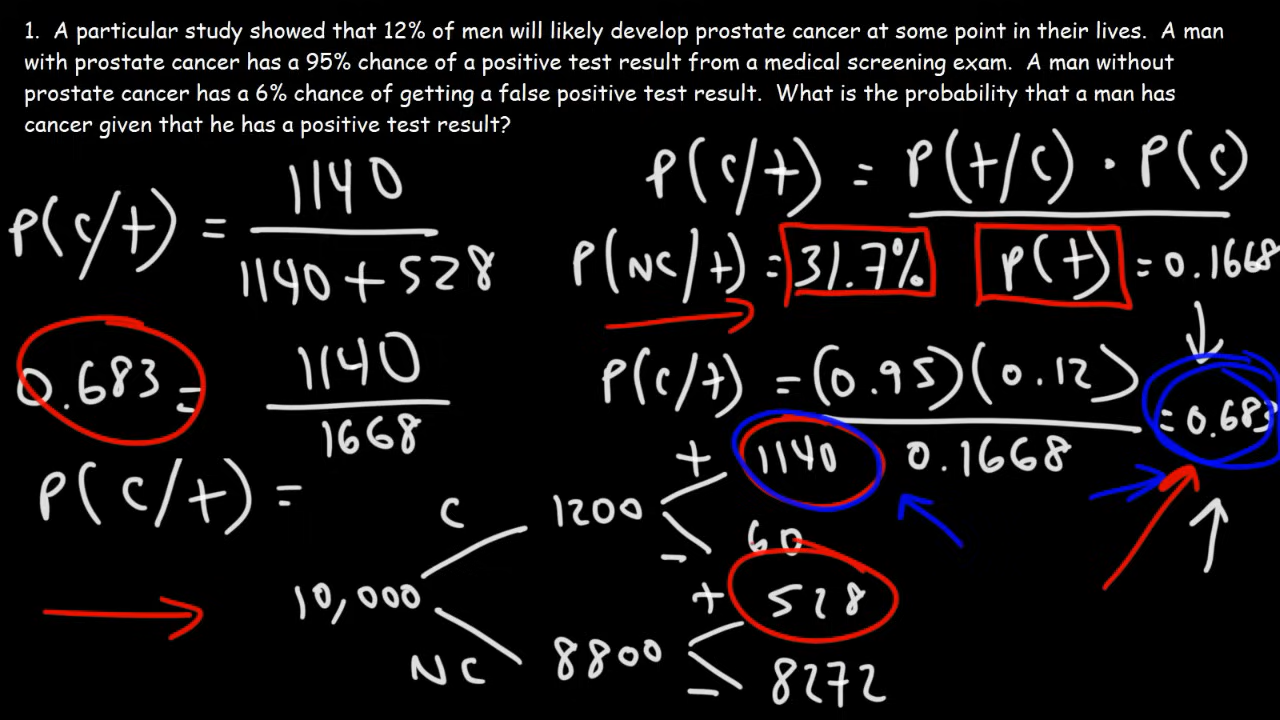 1. A particular study showed that 12% of men will likely develop prostate cancer at some point in their lives. A man
with prostate cancer has a 95% chance of a positive test result from a medical screening exam. A man without
prostate cancer has a 6% chance of getting a false positive test result. What is the probability that a man has
cancer given that he has a positive test result?
P(C/+) = P(+/C) · P(C)
P(C/+) = 1140
1140 + 528
P(NC/+) = 31.7% P(+) = 0.1668
0.683 = 1140
1668
P(C/+) = (0.95)(0.12) = 0.683
0.1668
P(C/+) =
+ 1140
C 1200
- 60
10,000
+ 528
NC 8800
- 8272